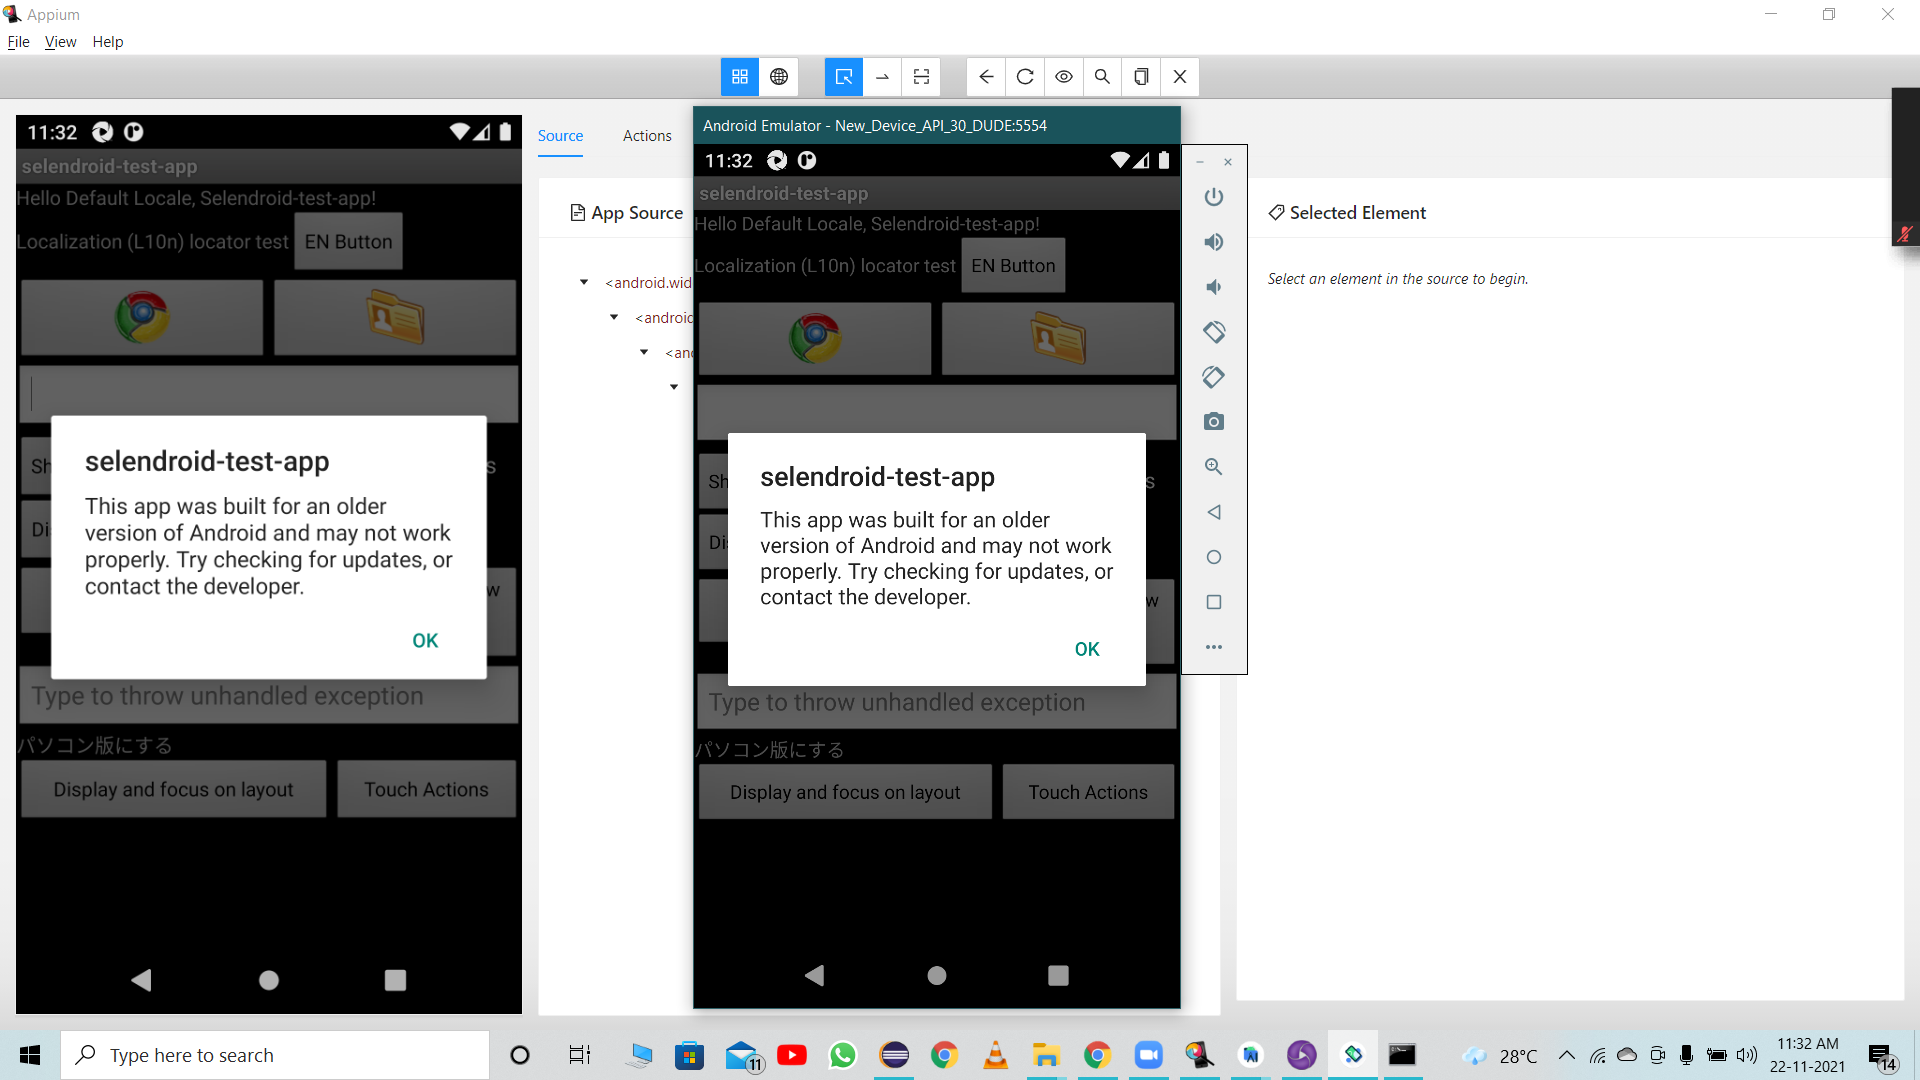 Appium
File View Help
11:32
selendroid-test-app
Hello Default Locale, Selendroid-test-app!
Localization (L10n) locator test EN Button
Sh
s
Di
selendroid-test-app
This app was built for an older
version of Android and may not work
properly. Try checking for updates, or
contact the developer.
OK
w
Type to throw unhandled exception
パソコン版にする
Display and focus on layout Touch Actions
Source Actions
App Source
<android.wid
<android
<and
Android Emulator - New_Device_API_30_DUDE:5554
11:32
selendroid-test-app
Hello Default Locale, Selendroid-test-app!
Localization (L10n) locator test EN Button
Sh
s
Di
selendroid-test-app
This app was built for an older
version of Android and may not work
properly. Try checking for updates, or
contact the developer.
OK
w
Type to throw unhandled exception
パソコン版にする
Display and focus on layout Touch Actions
Selected Element
Select an element in the source to begin.
Type here to search
11
28°C
11:32 AM
22-11-2021
14